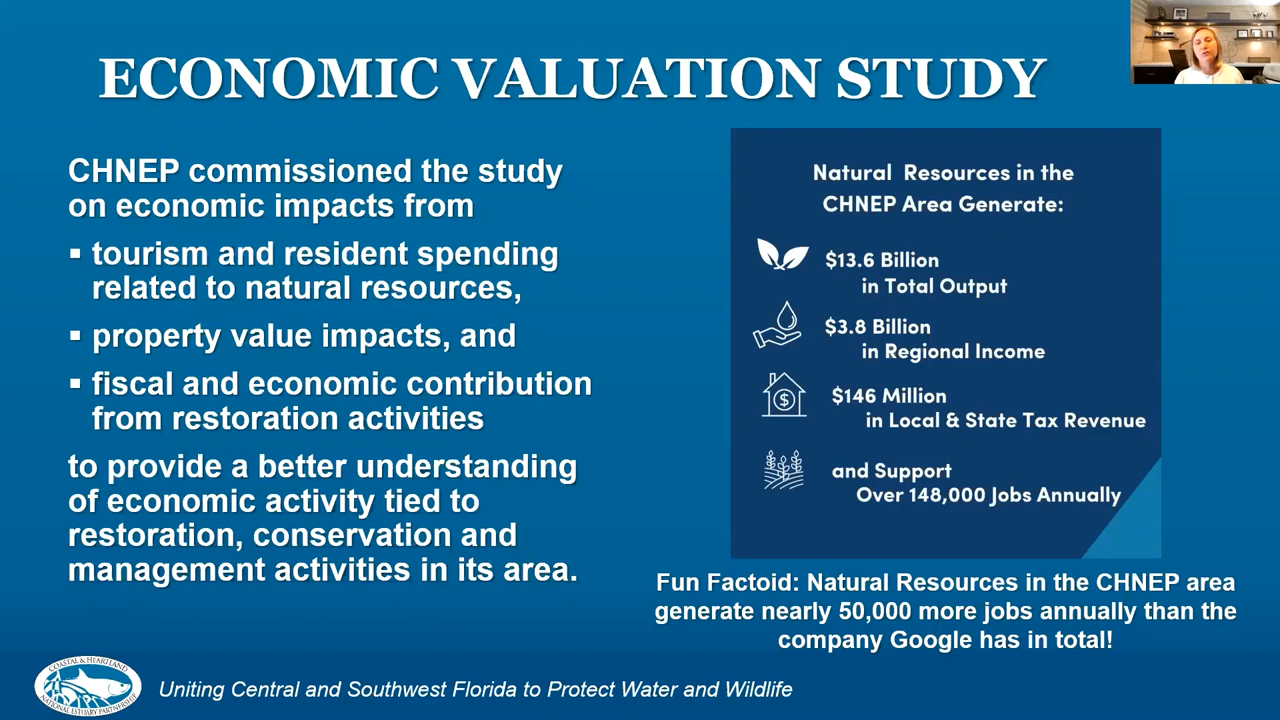 ECONOMIC VALUATION STUDY
CHNEP commissioned the study
on economic impacts from
▪ tourism and resident spending
related to natural resources,
▪ property value impacts, and
▪ fiscal and economic contribution
from restoration activities
to provide a better understanding
of economic activity tied to
restoration, conservation and
management activities in its area.
Natural Resources in the
CHNEP Area Generate:
$13.6 Billion
in Total Output
$3.8 Billion
in Regional Income
$
$146 Million
in Local & State Tax Revenue
and Support
Over 148,000 Jobs Annually
Fun Factoid: Natural Resources in the CHNEP area
generate nearly 50,000 more jobs annually than the
company Google has in total!
COASTAL & HEARTLAND
NATIONAL ESTUARY PARTNERSHIP
Uniting Central and Southwest Florida to Protect Water and Wildlife